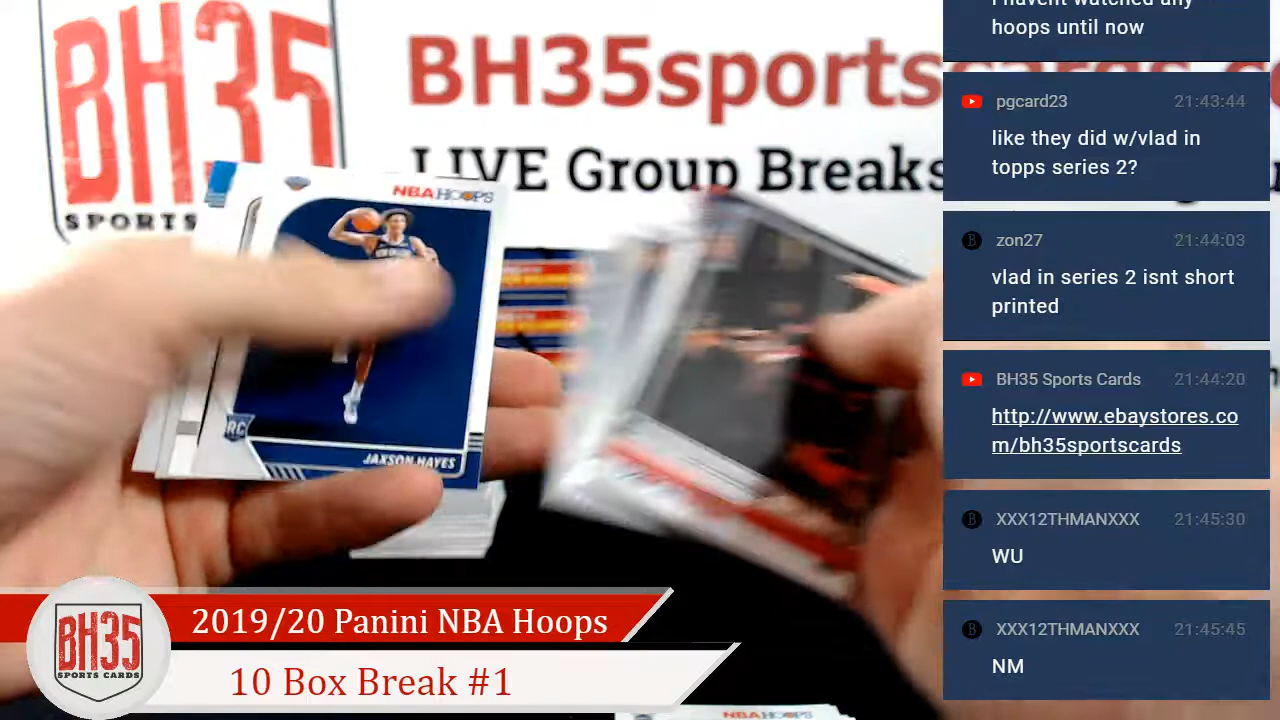 BH35
SPORTS
BH35sports
LIVE Group Breaks
NBA HOOPS
RC
JAXSON HAYES
hoops until now
pgcard23 21:43:44
like they did w/vlad in
topps series 2?
zon27 21:44:03
vlad in series 2 isnt short
printed
BH35 Sports Cards 21:44:20
http://www.ebaystores.co
m/bh35sportscards
XXX12THMANXXX 21:45:30
WU
XXX12THMANXXX 21:45:45
NM
BH35
SPORTS CARDS
2019/20 Panini NBA Hoops
10 Box Break #1
NBA HOOPS